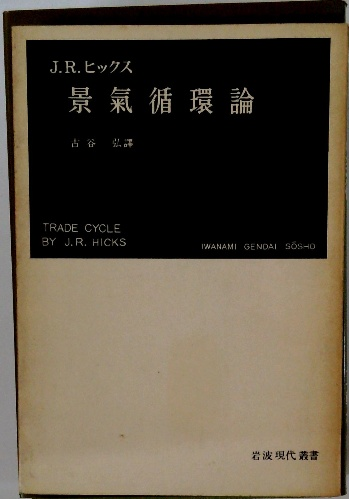 J.R.ヒックス
景氣循環論
古谷 弘譯
TRADE CYCLE
BY J.R. HICKS
IWANAMI GENDAI SŌSHO
岩波現代叢書